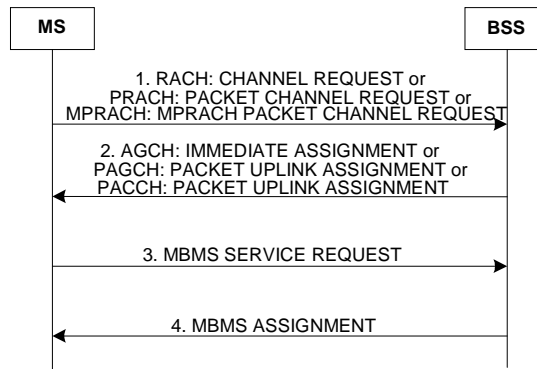 MS
BSS
1. RACH: CHANNEL REQUEST or
PRACH: PACKET CHANNEL REQUEST or
MPRACH: MPRACH PACKET CHANNEL REQUEST
2. AGCH: IMMEDIATE ASSIGNMENT or
PAGCH: PACKET UPLINK ASSIGNMENT or
PACCH: PACKET UPLINK ASSIGNMENT
3. MBMS SERVICE REQUEST
4. MBMS ASSIGNMENT